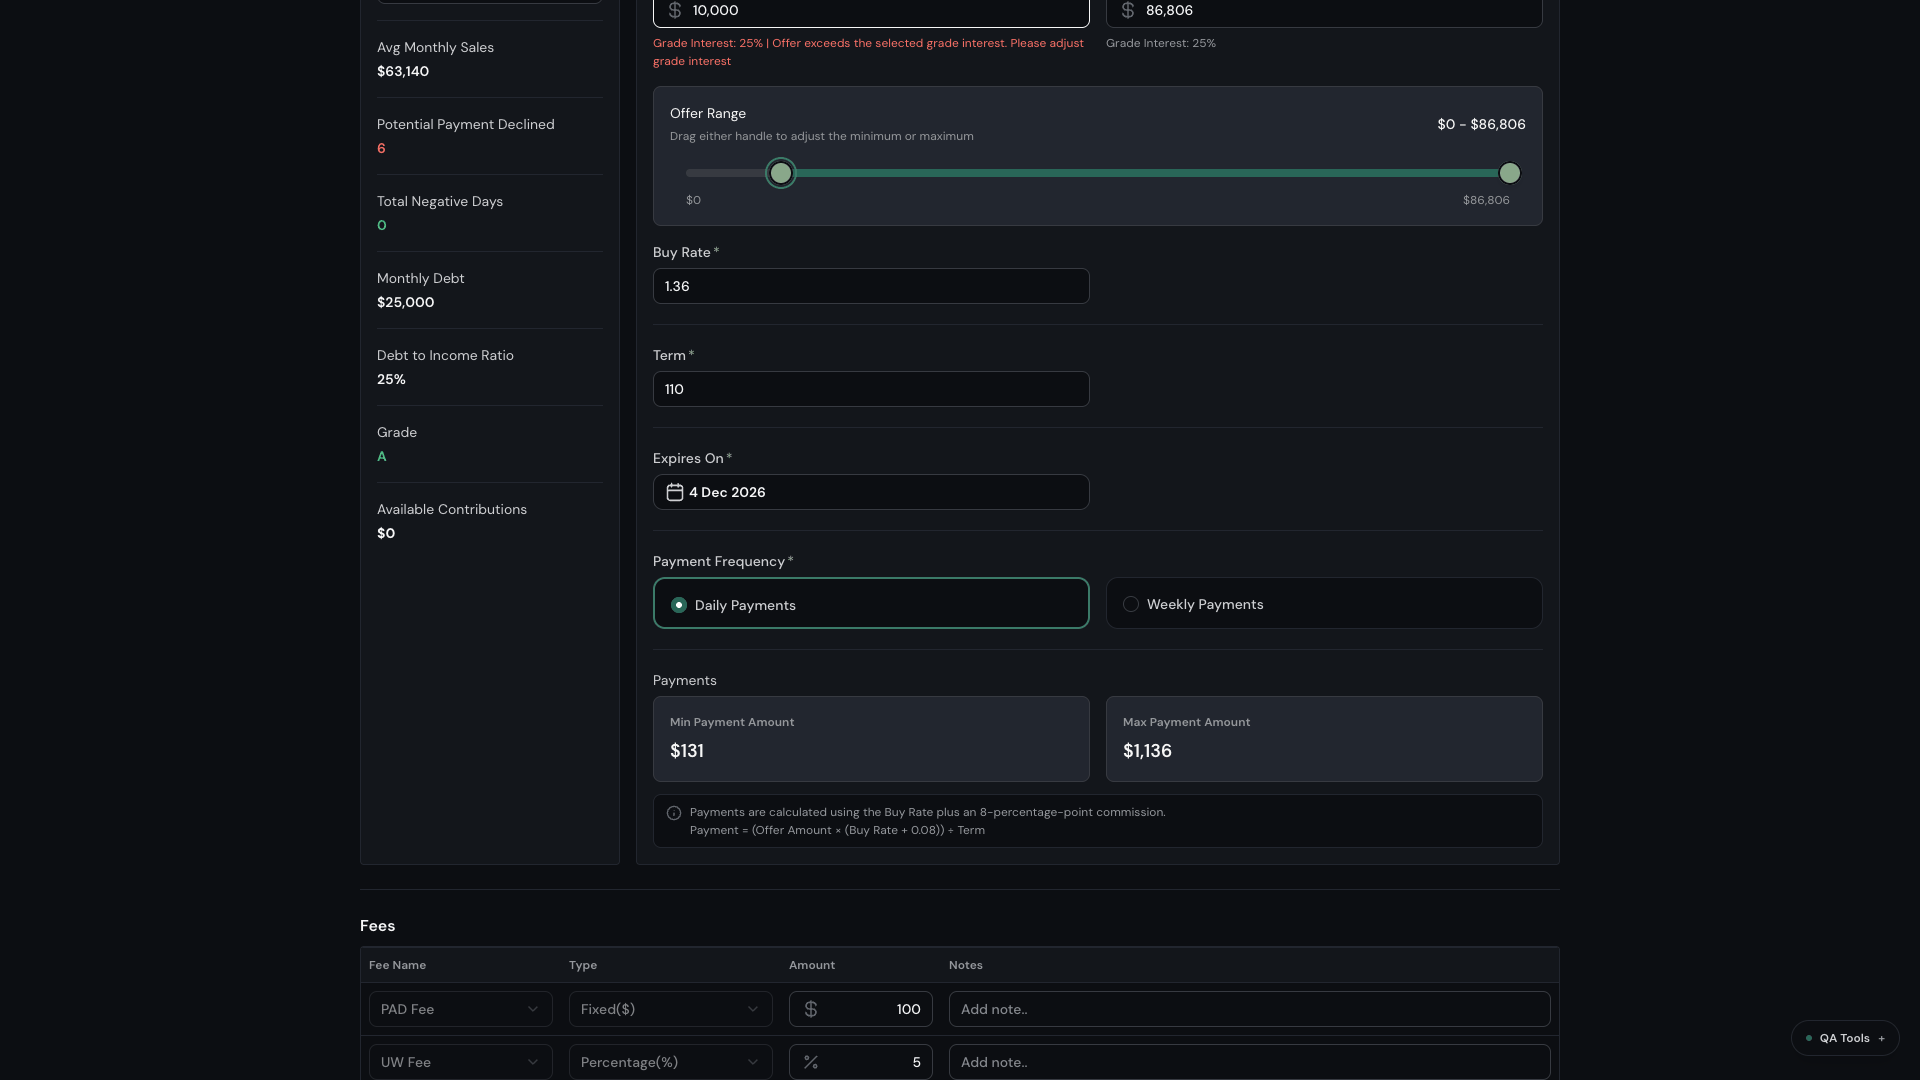 Avg Monthly Sales
$63,140
Potential Payment Declined
6
Total Negative Days
0
Monthly Debt
$25,000
Debt to Income Ratio
25%
Grade
A
Available Contributions
$0
$ 10,000
$ 86,806
Grade Interest: 25% | Offer exceeds the selected grade interest. Please adjust
grade interest
Grade Interest: 25%
Offer Range
Drag either handle to adjust the minimum or maximum
$0 - $86,806
$0
$86,806
Buy Rate *
1.36
Term *
110
Expires On *
4 Dec 2026
Payment Frequency *
Daily Payments
Weekly Payments
Payments
Min Payment Amount
$131
Max Payment Amount
$1,136
Payments are calculated using the Buy Rate plus an 8-percentage-point commission.
Payment = (Offer Amount × (Buy Rate + 0.08)) ÷ Term
Fees
Fee Name Type Amount Notes
PAD Fee Fixed($) $ 100 Add note..
UW Fee Percentage(%) % 5 Add note..
QA Tools +